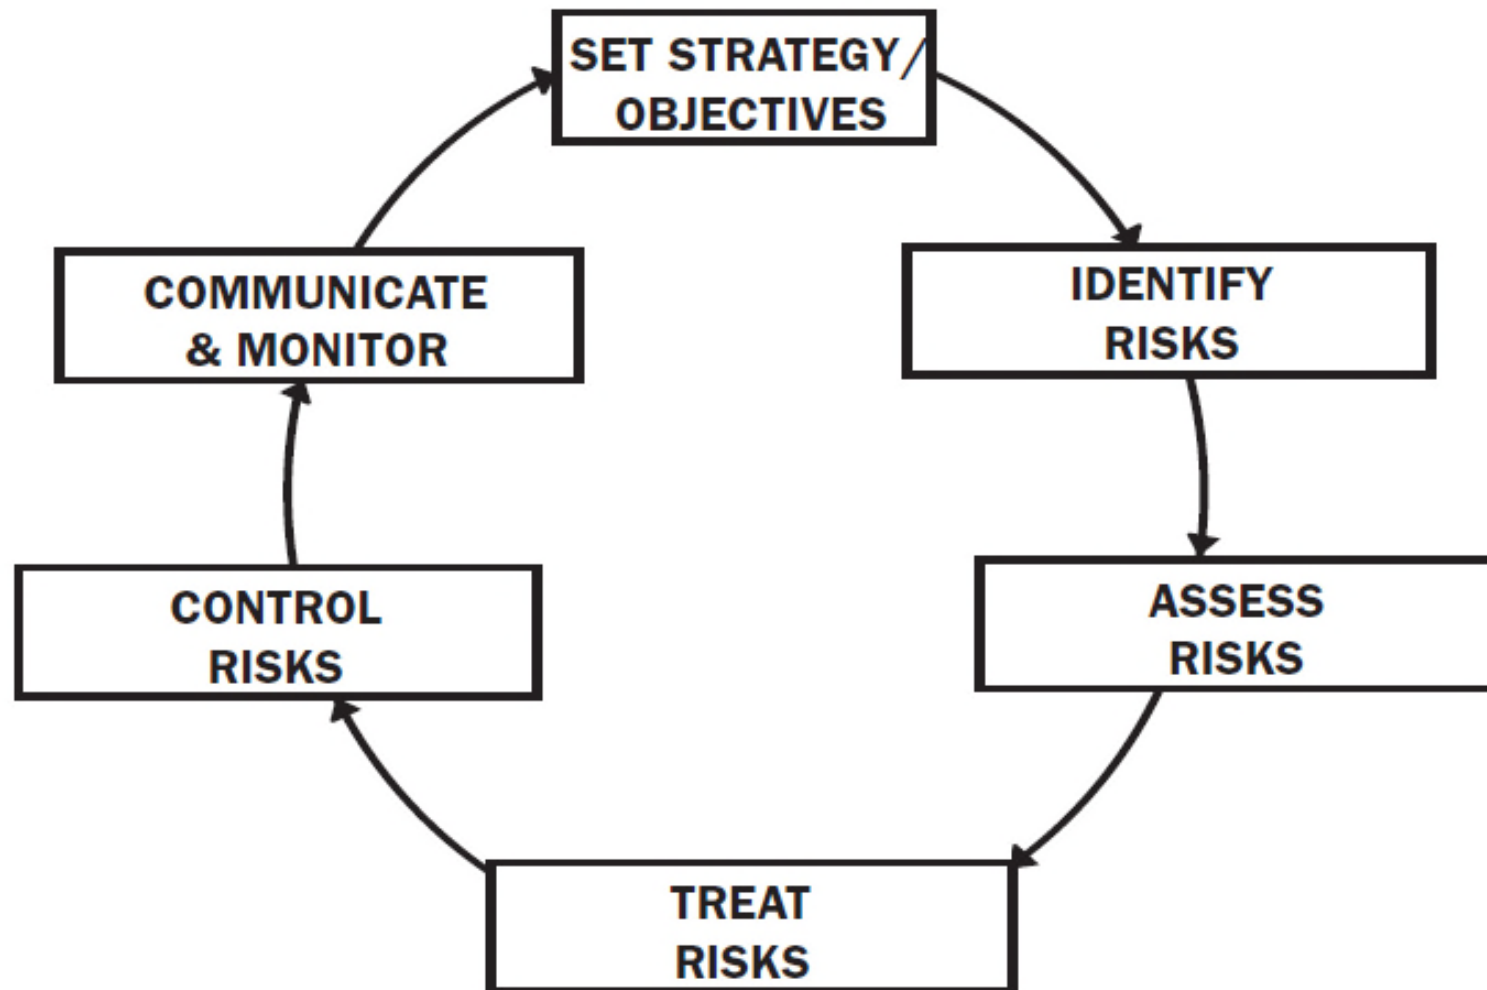 SET STRATEGY/
OBJECTIVES
IDENTIFY
RISKS
ASSESS
RISKS
TREAT
RISKS
CONTROL
RISKS
COMMUNICATE
& MONITOR